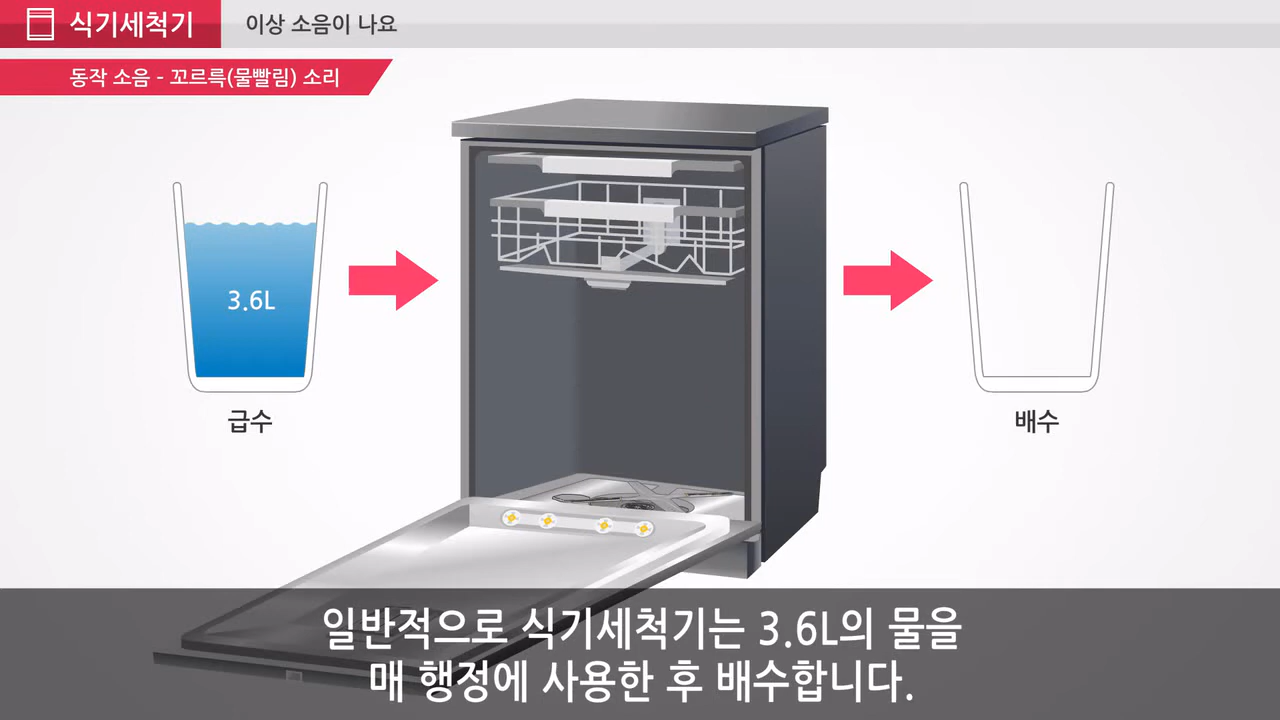 식기세척기
이상 소음이 나요
동작 소음 - 꼬르륵(물빨림) 소리
3.6L
급수
배수
일반적으로 식기세척기는 3.6L의 물을
매 행정에 사용한 후 배수합니다.